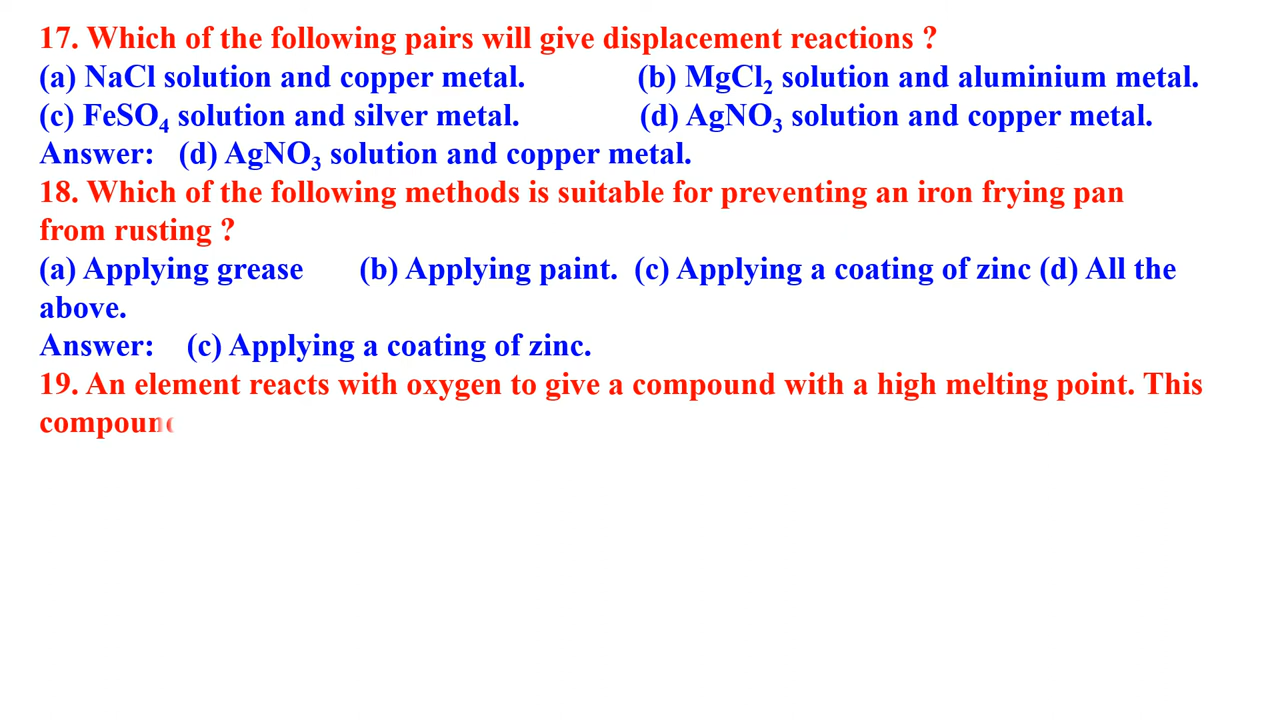 17. Which of the following pairs will give displacement reactions ?
(a) NaCl solution and copper metal. (b) MgCl₂ solution and aluminium metal.
(c) FeSO₄ solution and silver metal. (d) AgNO₃ solution and copper metal.
Answer: (d) AgNO₃ solution and copper metal.
18. Which of the following methods is suitable for preventing an iron frying pan
from rusting ?
(a) Applying grease (b) Applying paint. (c) Applying a coating of zinc (d) All the
above.
Answer: (c) Applying a coating of zinc.
19. An element reacts with oxygen to give a compound with a high melting point. This